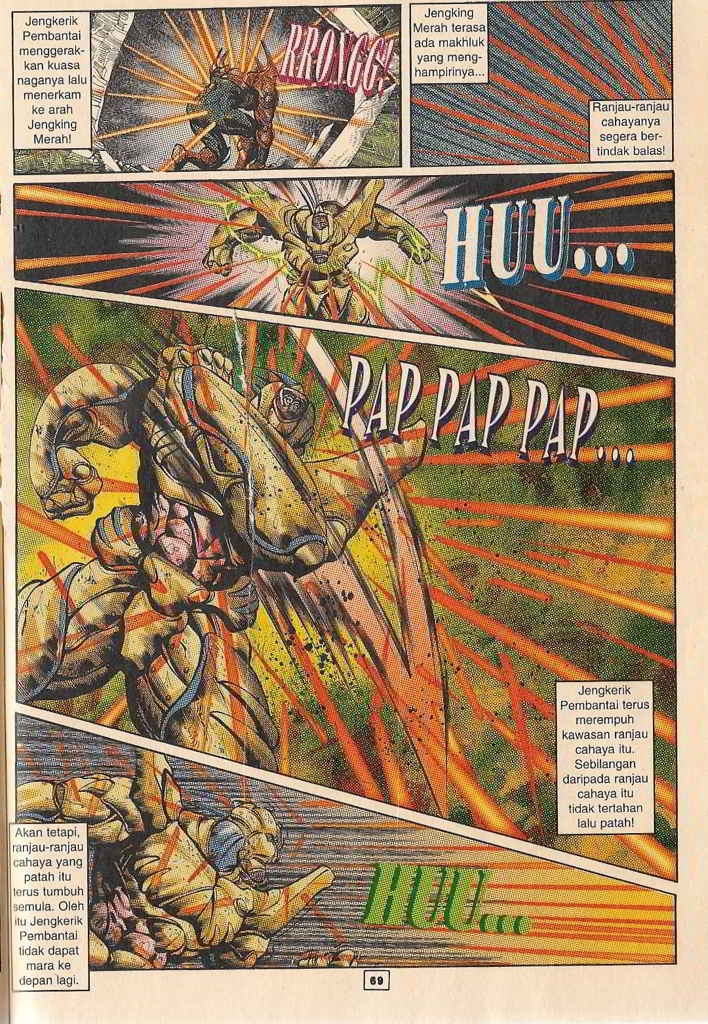 Jengkerik
Pembantai
menggerak-
kan kuasa
naganya lalu
menerkam
ke arah
Jengking
Merah!
RRONGG!
Jengking
Merah terasa
ada makhluk
yang meng-
hampirinya...
Ranjau-ranjau
cahayanya
segera ber-
tindak balas!
HUU...
PAP PAP PAP...
Jengkerik
Pembantai terus
merempuh
kawasan ranjau
cahaya itu.
Sebilangan
daripada ranjau
cahaya itu
tidak tertahan
lalu patah!
Akan tetapi,
ranjau-ranjau
cahaya yang
patah itu
terus tumbuh
semula. Oleh
itu Jengkerik
Pembantai
tidak dapat
mara ke
depan lagi.
HUU...
69